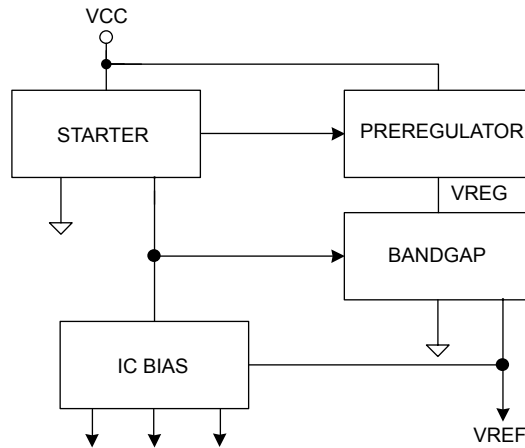 VCC
STARTER
PREREGULATOR
VREG
BANDGAP
IC BIAS
VREF